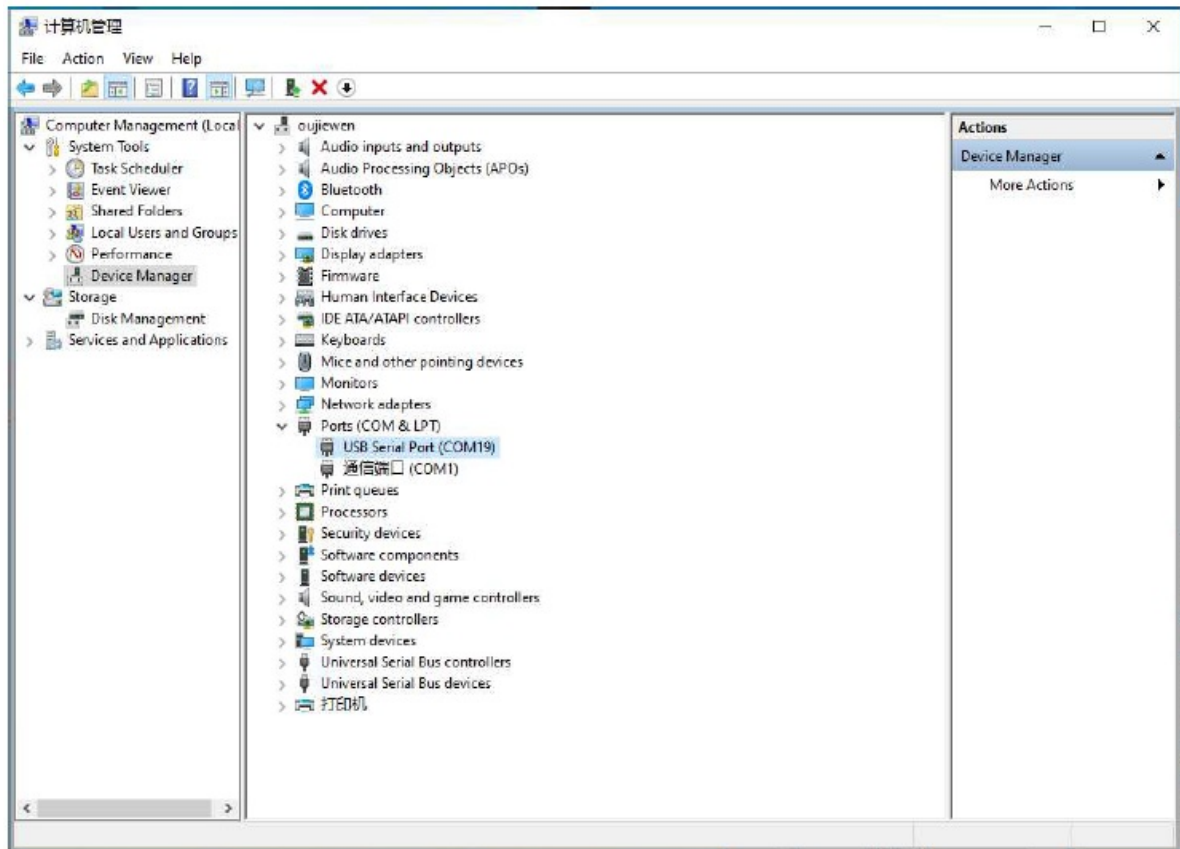 计算机管理
File Action View Help
Computer Management (Local
System Tools
Task Scheduler
Event Viewer
Shared Folders
Local Users and Groups
Performance
Device Manager
Storage
Disk Management
Services and Applications
oujiewen
Audio inputs and outputs
Audio Processing Objects (APOs)
Bluetooth
Computer
Disk drives
Display adapters
Firmware
Human Interface Devices
IDE ATA/ATAPI controllers
Keyboards
Mice and other pointing devices
Monitors
Network adapters
Ports (COM & LPT)
USB Serial Port (COM19)
通信端口 (COM1)
Print queues
Processors
Security devices
Software components
Software devices
Sound, video and game controllers
Storage controllers
System devices
Universal Serial Bus controllers
Universal Serial Bus devices
打印机
Actions
Device Manager
More Actions